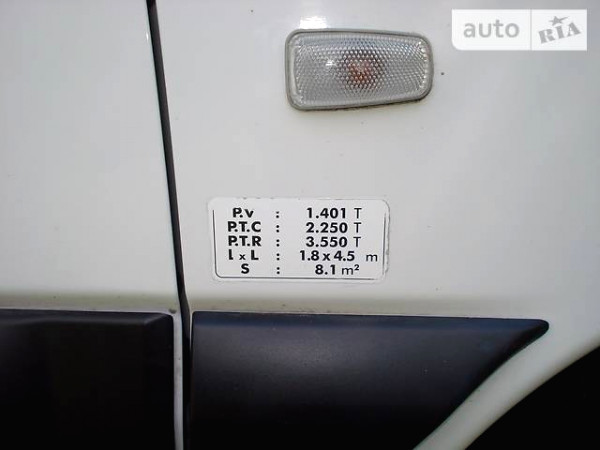 auto RIA
P.v : 1.401 T
P.T.C : 2.250 T
P.T.R : 3.550 T
l x L : 1.8 x 4.5 m
S : 8.1 m²